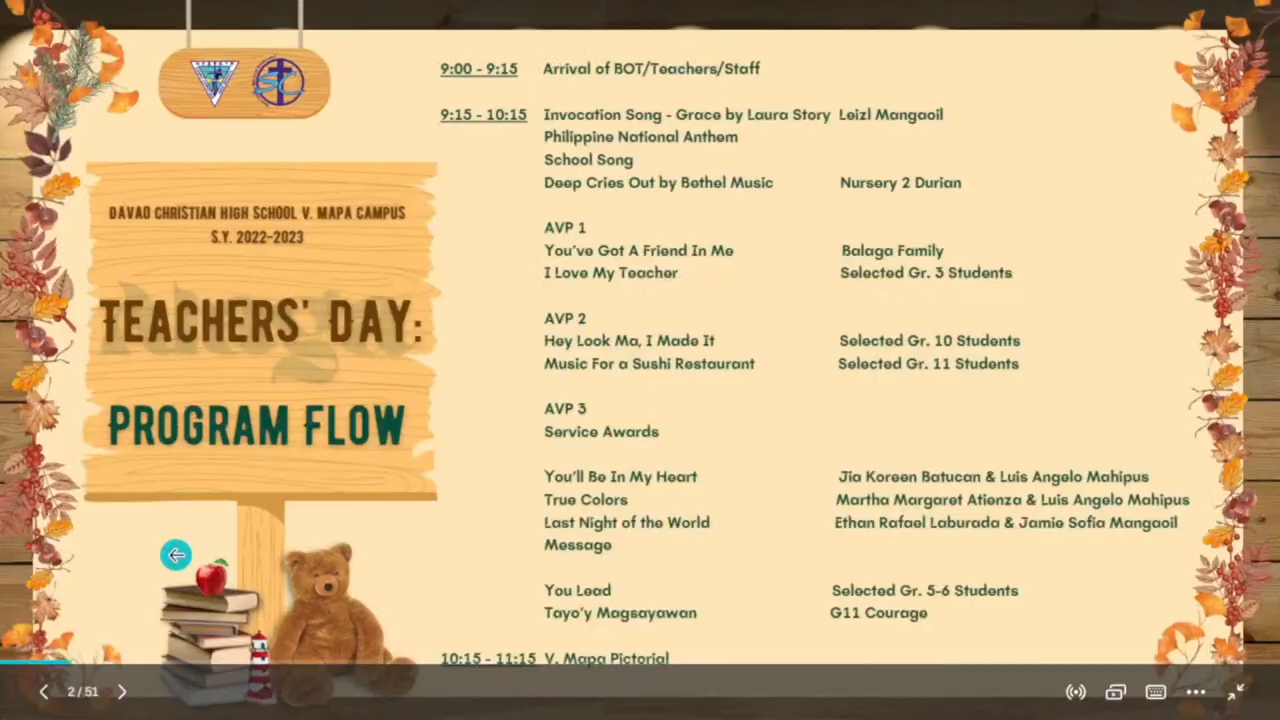 DAVAO CHRISTIAN HIGH SCHOOL V. MAPA CAMPUS
S.Y. 2022-2023
TEACHERS' DAY:
PROGRAM FLOW
9:00 - 9:15 Arrival of BOT/Teachers/Staff
9:15 - 10:15 Invocation Song - Grace by Laura Story Leizl Mangaoil
Philippine National Anthem
School Song
Deep Cries Out by Bethel Music Nursery 2 Durian
AVP 1
You've Got A Friend In Me Balaga Family
I Love My Teacher Selected Gr. 3 Students
AVP 2
Hey Look Ma, I Made It Selected Gr. 10 Students
Music For a Sushi Restaurant Selected Gr. 11 Students
AVP 3
Service Awards
You'll Be In My Heart Jia Koreen Batucan & Luis Angelo Mahipus
True Colors Martha Margaret Atienza & Luis Angelo Mahipus
Last Night of the World Ethan Rafael Laburada & Jamie Sofia Mangaoil
Message
You Lead Selected Gr. 5-6 Students
Tayo'y Magsayawan G11 Courage
10:15 - 11:15 V. Mapa Pictorial
2 / 51